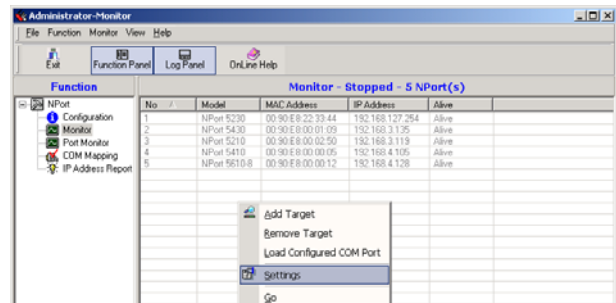 Administrator-Monitor
File Function Monitor View Help
Exit Function Panel Log Panel OnLine Help
Function
Monitor - Stopped - 5 NPort(s)
NPort
Configuration
Monitor
Port Monitor
COM Mapping
IP Address Report
No / Model MAC Address IP Address Alive
1 NPort 5230 00:90:E8:22:33:44 192.168.127.254 Alive
2 NPort 5430 00:90:E8:00:01:09 192.168.3.135 Alive
3 NPort 5210 00:90:E8:00:02:50 192.168.3.119 Alive
4 NPort 5410 00:90:E8:00:00:05 192.168.4.105 Alive
5 NPort 5610-8 00:90:E8:00:00:12 192.168.4.128 Alive
Add Target
Remove Target
Load Configured COM Port
Settings
Go